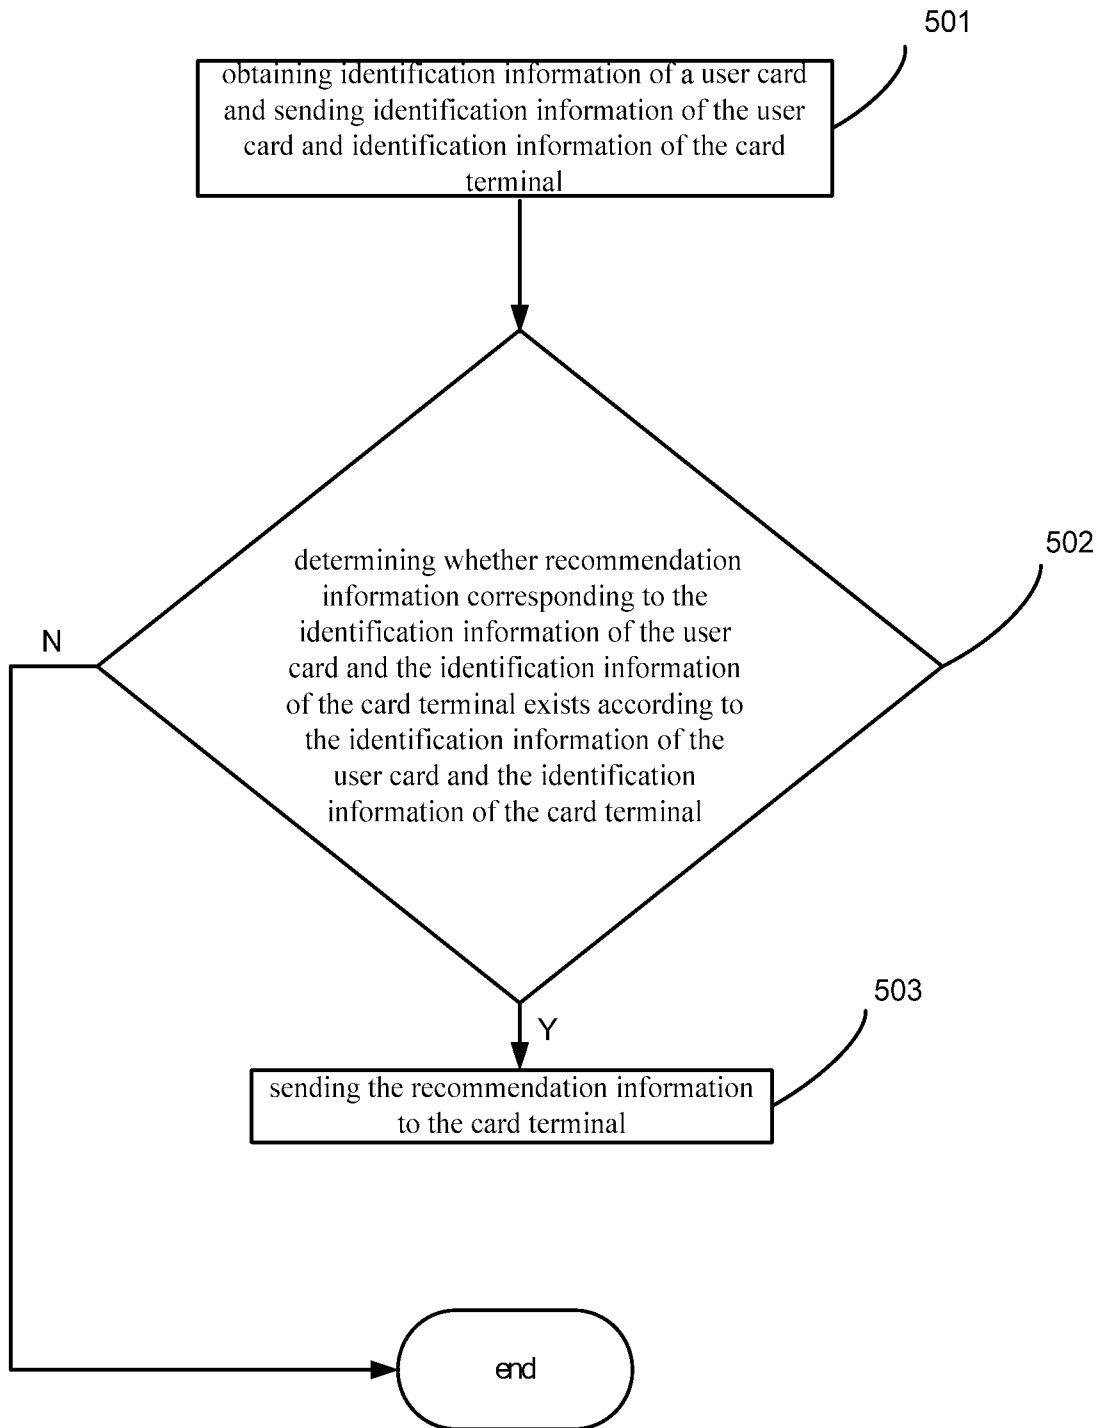 501
obtaining identification information of a user card
and sending identification information of the user
card and identification information of the card
terminal
502
determining whether recommendation
information corresponding to the
identification information of the user
card and the identification information
of the card terminal exists according to
the identification information of the
user card and the identification
information of the card terminal
N
503
Y
sending the recommendation information
to the card terminal
end